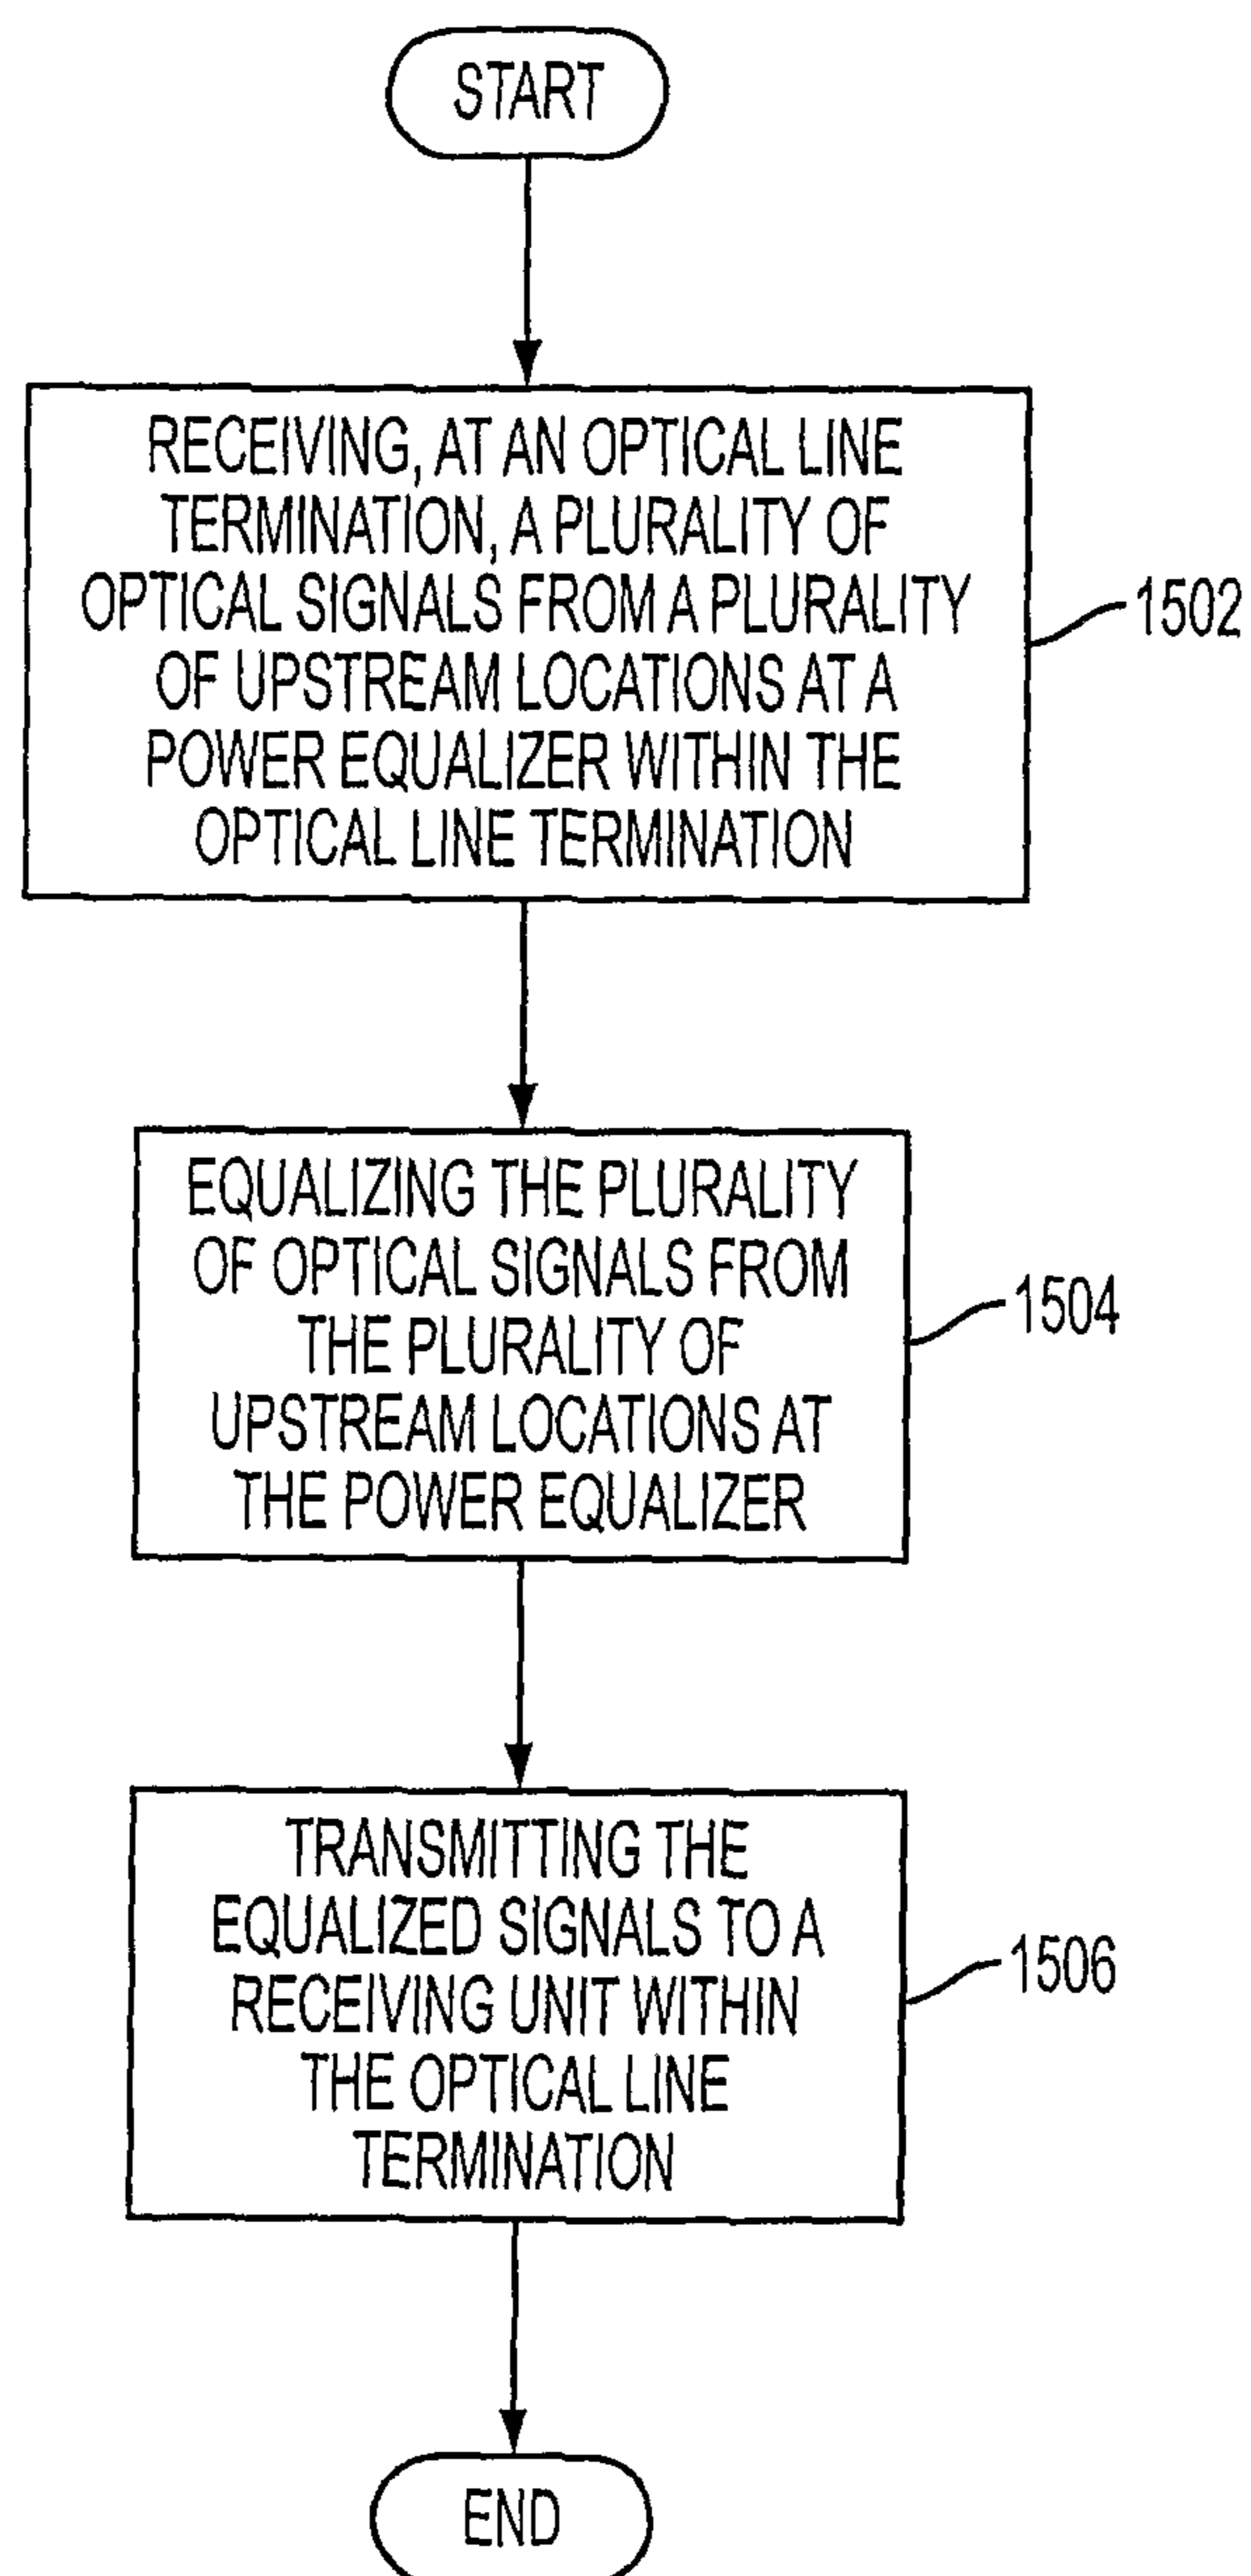 START
RECEIVING, AT AN OPTICAL LINE
TERMINATION, A PLURALITY OF
OPTICAL SIGNALS FROM A PLURALITY
OF UPSTREAM LOCATIONS AT A
POWER EQUALIZER WITHIN THE
OPTICAL LINE TERMINATION
1502
EQUALIZING THE PLURALITY
OF OPTICAL SIGNALS FROM
THE PLURALITY OF
UPSTREAM LOCATIONS AT
THE POWER EQUALIZER
1504
TRANSMITTING THE
EQUALIZED SIGNALS TO A
RECEIVING UNIT WITHIN
THE OPTICAL LINE
TERMINATION
1506
END